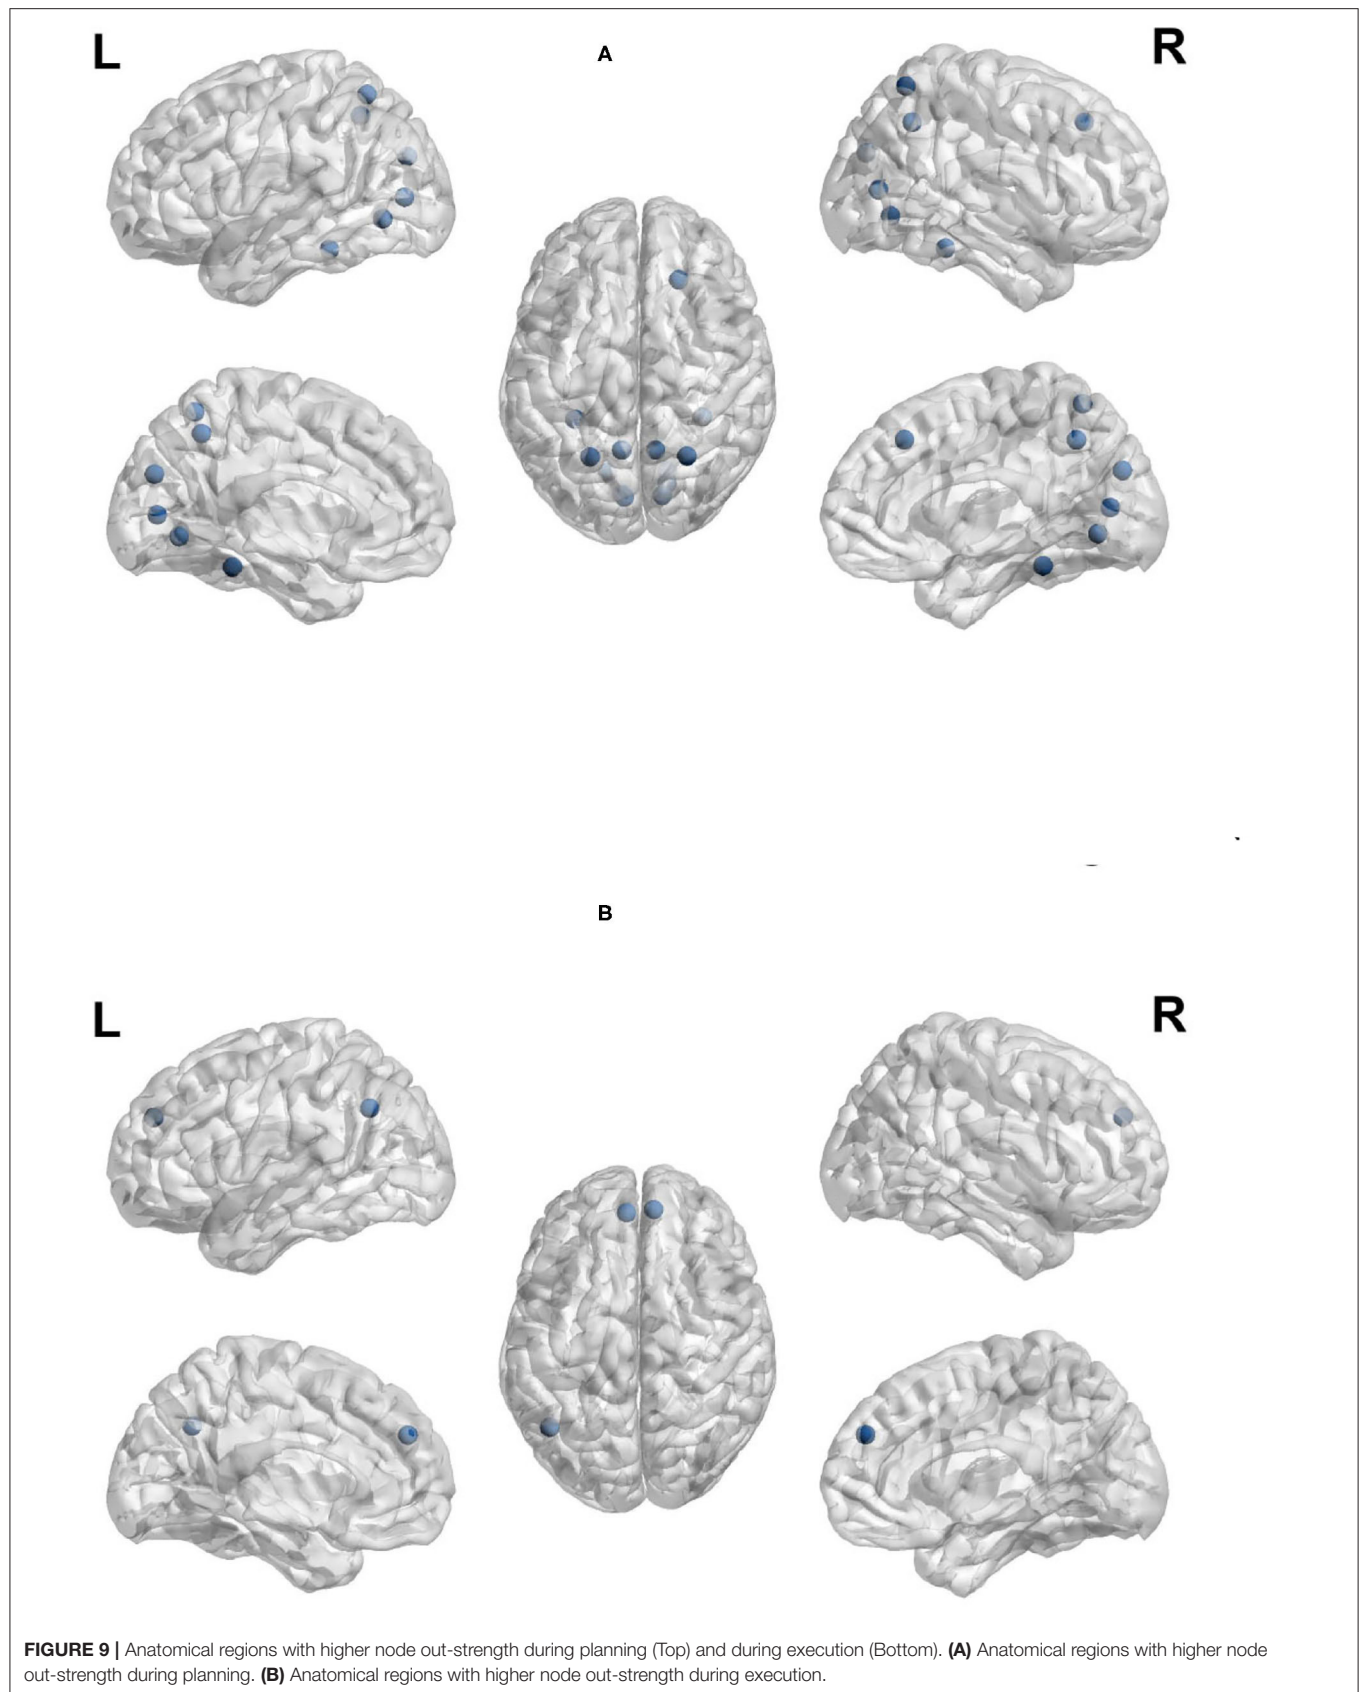 L
A
R
B
L
R
FIGURE 9 | Anatomical regions with higher node out-strength during planning (Top) and during execution (Bottom). (A) Anatomical regions with higher node
out-strength during planning. (B) Anatomical regions with higher node out-strength during execution.